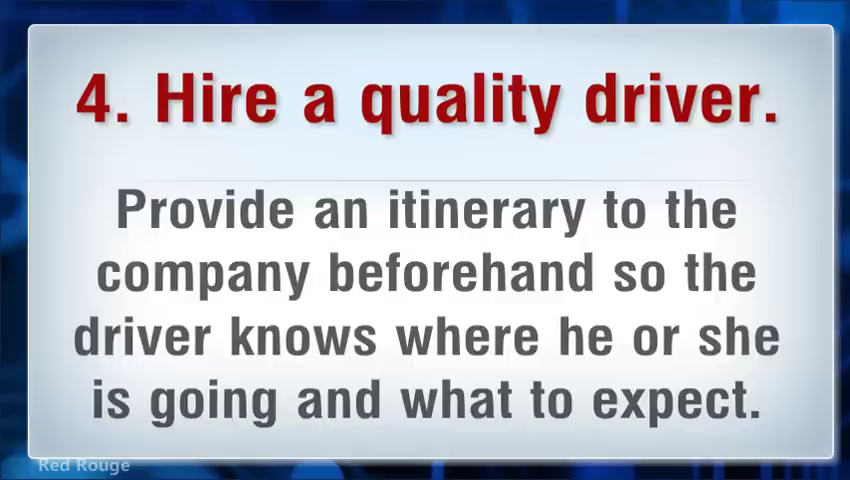 4. Hire a quality driver.
Provide an itinerary to the
company beforehand so the
driver knows where he or she
is going and what to expect.
Red Rouge